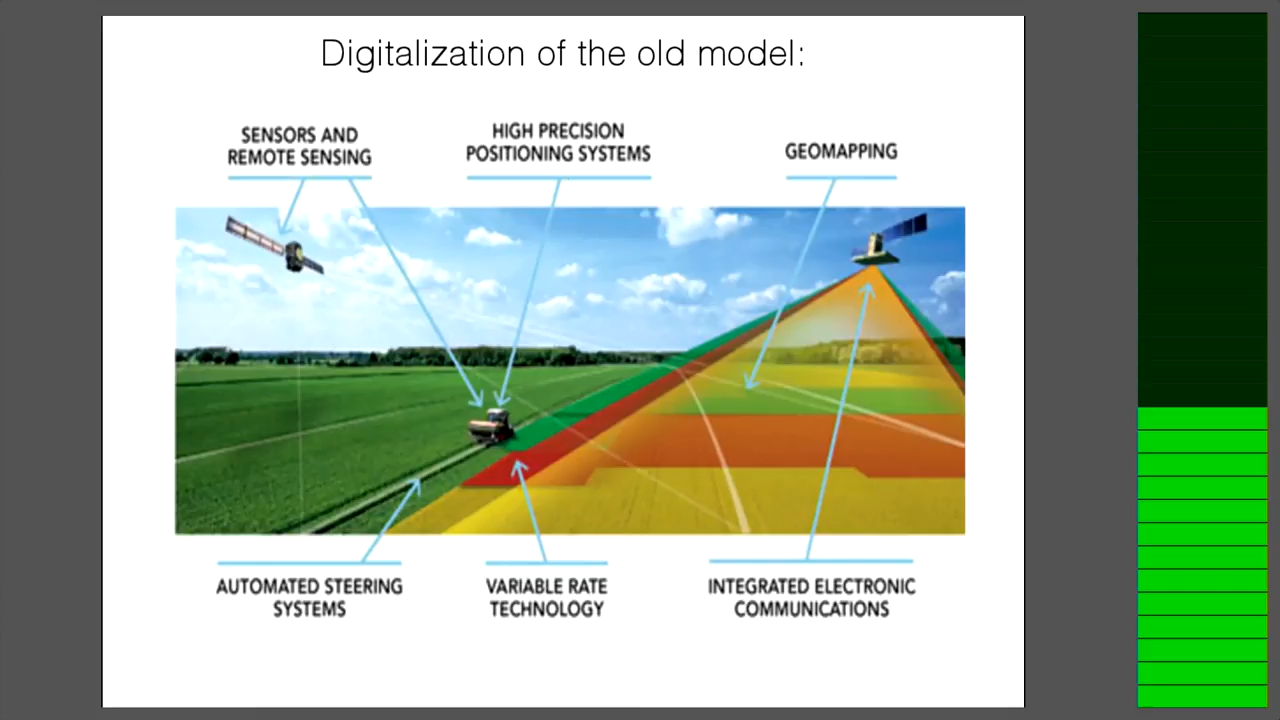 Digitalization of the old model:
SENSORS AND
REMOTE SENSING
HIGH PRECISION
POSITIONING SYSTEMS
GEOMAPPING
AUTOMATED STEERING
SYSTEMS
VARIABLE RATE
TECHNOLOGY
INTEGRATED ELECTRONIC
COMMUNICATIONS